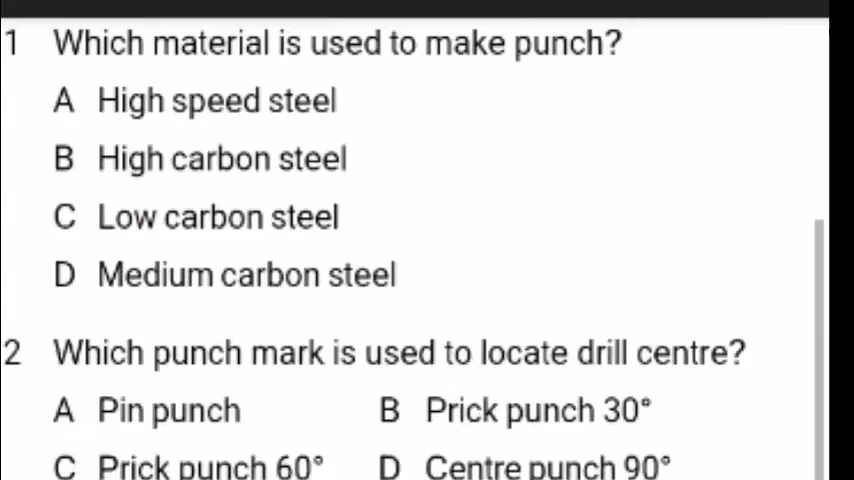 1 Which material is used to make punch?
A High speed steel
B High carbon steel
C Low carbon steel
D Medium carbon steel
2 Which punch mark is used to locate drill centre?
A Pin punch B Prick punch 30°
C Prick punch 60° D Centre punch 90°